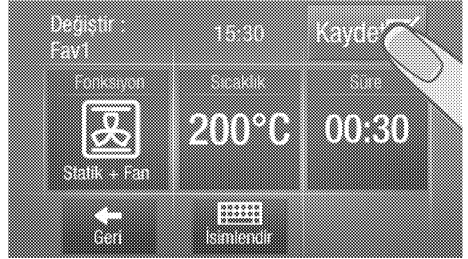 Değiştir :
Fav1
15:30
Kaydet
Fonksiyon
Sıcaklık
Süre
200°C
00:30
Statik + Fan
Geri
İsimlendir